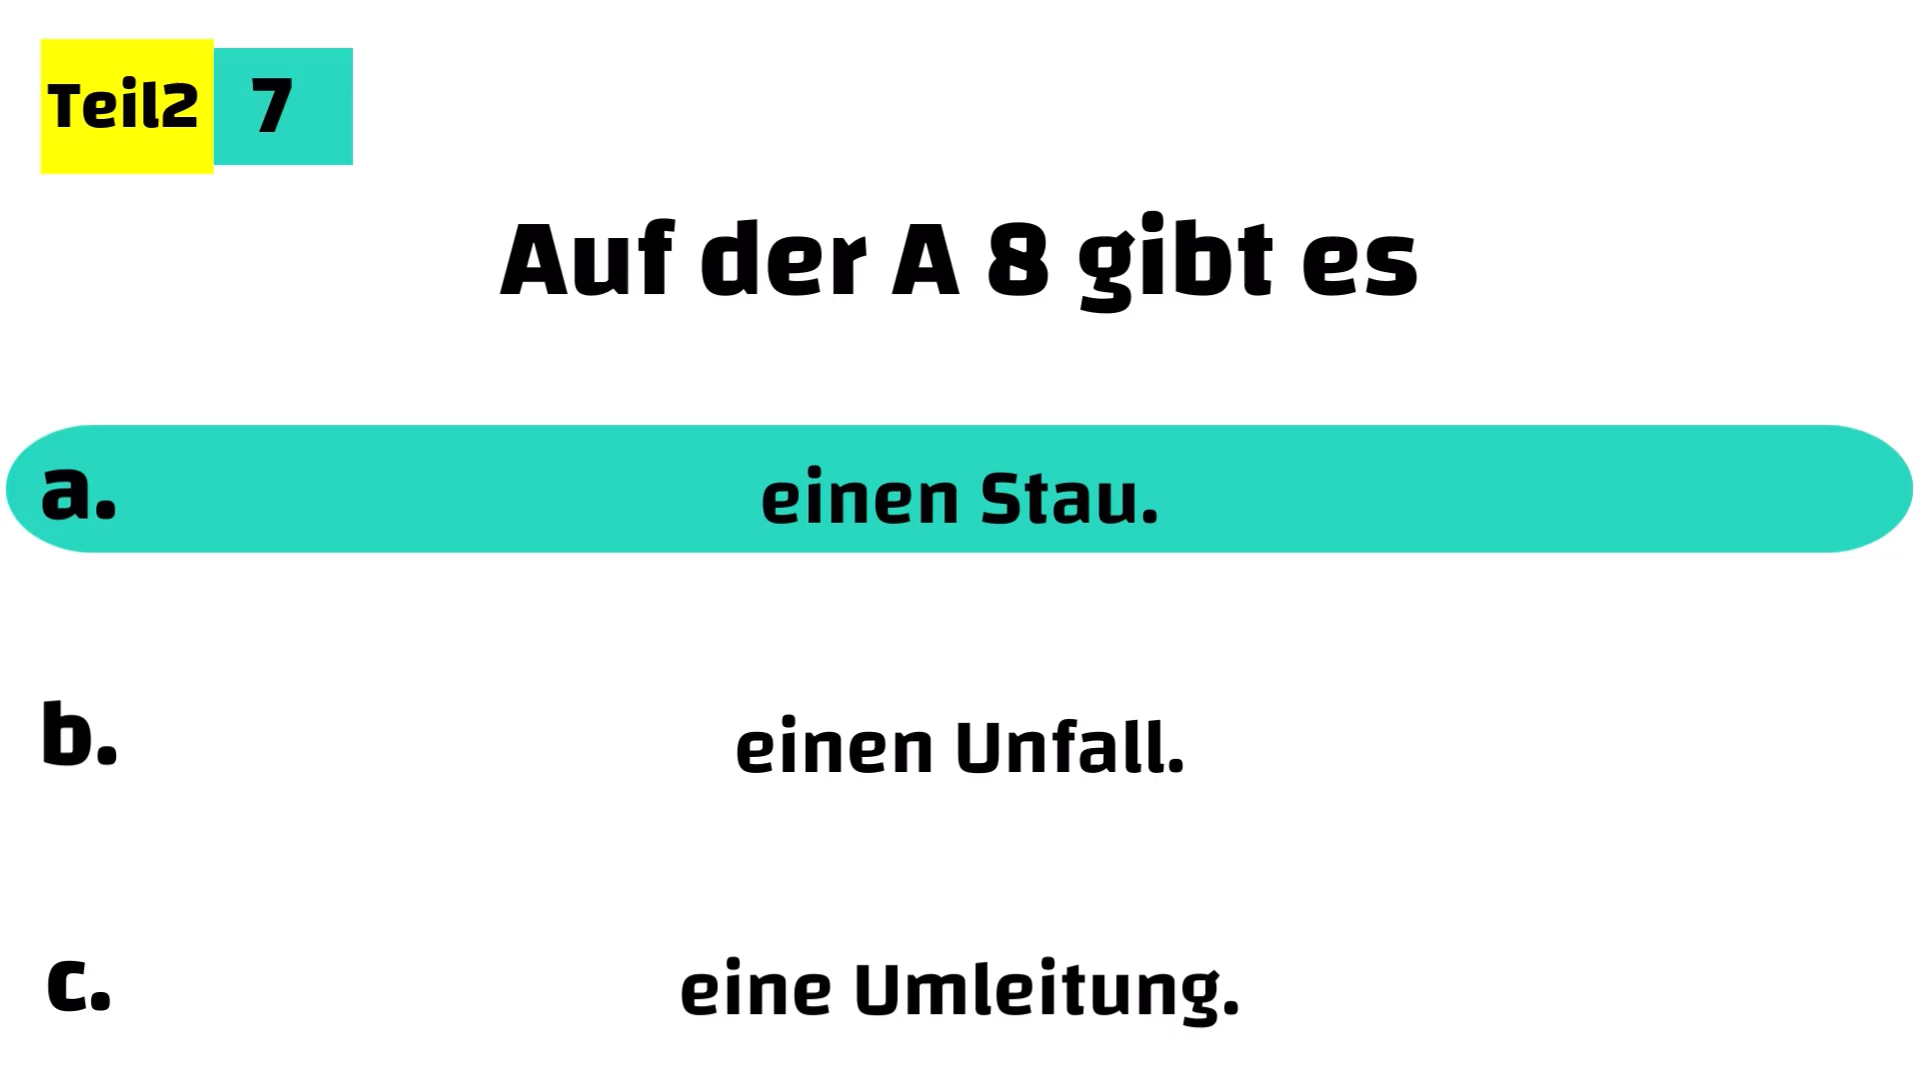 Teil2 7
Auf der A 8 gibt es
a. einen Stau.
b. einen Unfall.
c. eine Umleitung.